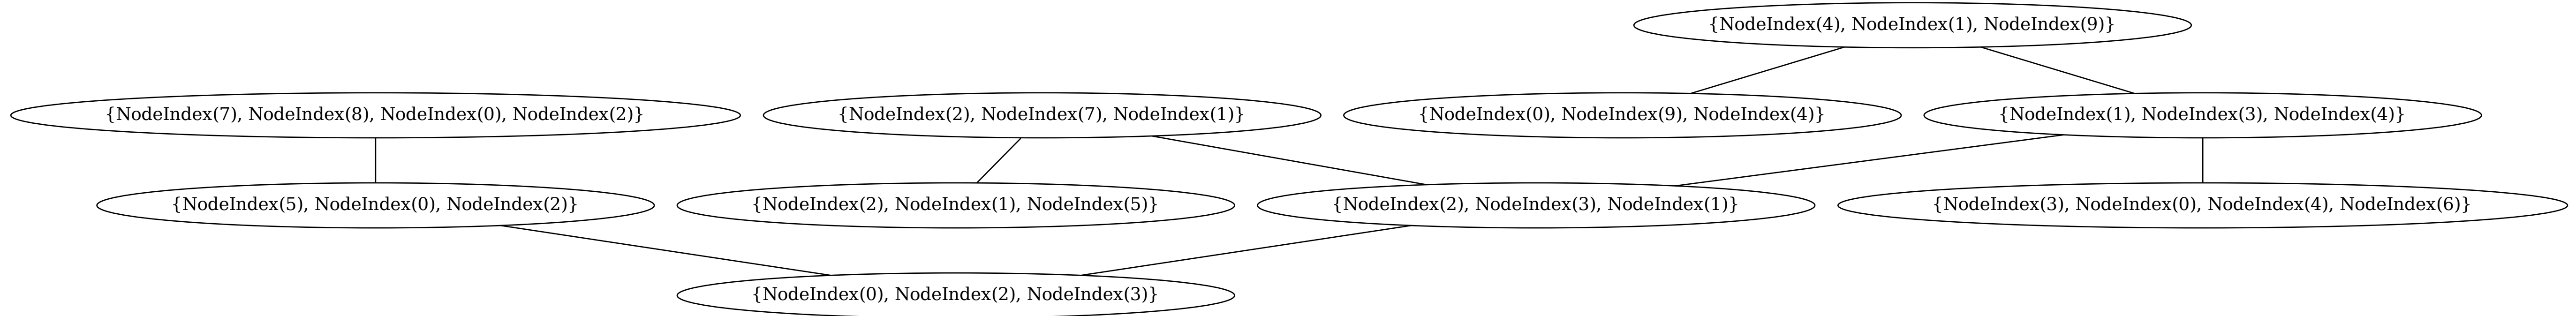 {NodeIndex(4), NodeIndex(1), NodeIndex(9)}
{NodeIndex(7), NodeIndex(8), NodeIndex(0), NodeIndex(2)}
{NodeIndex(2), NodeIndex(7), NodeIndex(1)}
{NodeIndex(0), NodeIndex(9), NodeIndex(4)}
{NodeIndex(1), NodeIndex(3), NodeIndex(4)}
{NodeIndex(5), NodeIndex(0), NodeIndex(2)}
{NodeIndex(2), NodeIndex(1), NodeIndex(5)}
{NodeIndex(2), NodeIndex(3), NodeIndex(1)}
{NodeIndex(3), NodeIndex(0), NodeIndex(4), NodeIndex(6)}
{NodeIndex(0), NodeIndex(2), NodeIndex(3)}